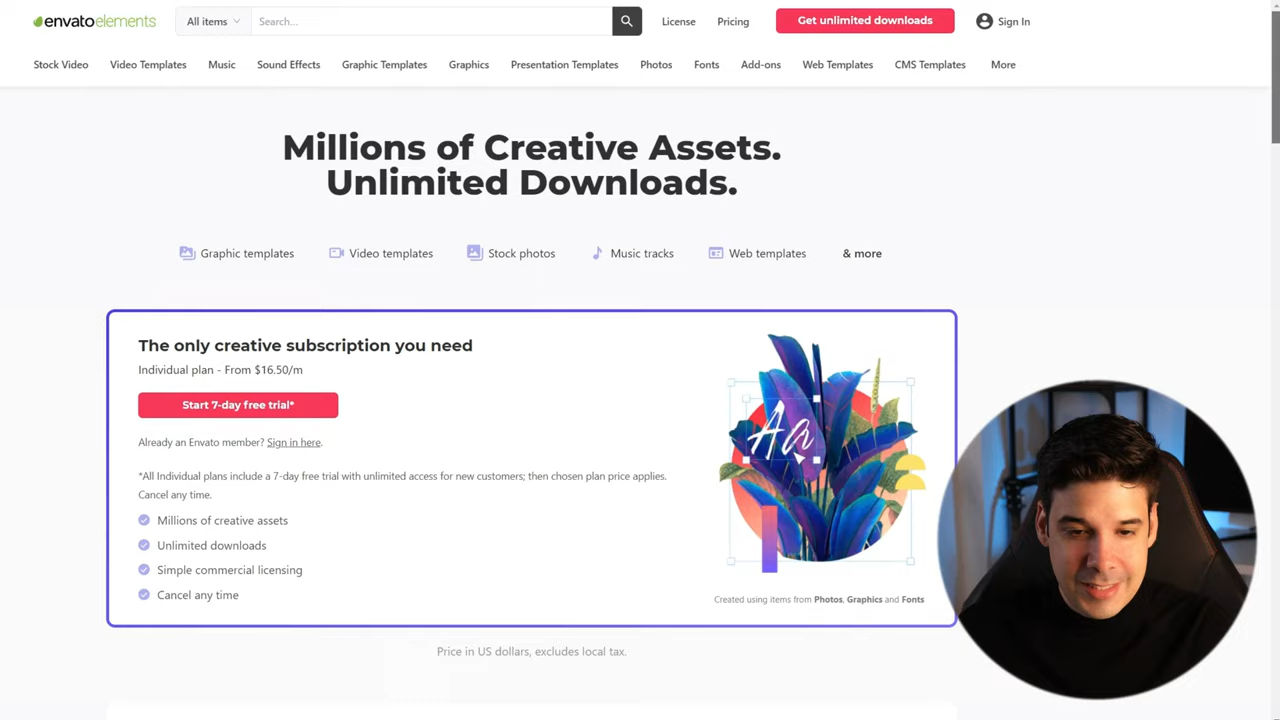 envatoelements
All items
Search...
License
Pricing
Get unlimited downloads
Sign In
Stock Video
Video Templates
Music
Sound Effects
Graphic Templates
Graphics
Presentation Templates
Photos
Fonts
Add-ons
Web Templates
CMS Templates
More
Millions of Creative Assets.
Unlimited Downloads.
Graphic templates
Video templates
Stock photos
Music tracks
Web templates
& more
The only creative subscription you need
Individual plan - From $16.50/m
Start 7-day free trial*
Already an Envato member? Sign in here.
*All Individual plans include a 7-day free trial with unlimited access for new customers; then chosen plan price applies.
Cancel any time.
Millions of creative assets
Unlimited downloads
Simple commercial licensing
Cancel any time
Aa
Created using items from Photos, Graphics and Fonts
Price in US dollars, excludes local tax.